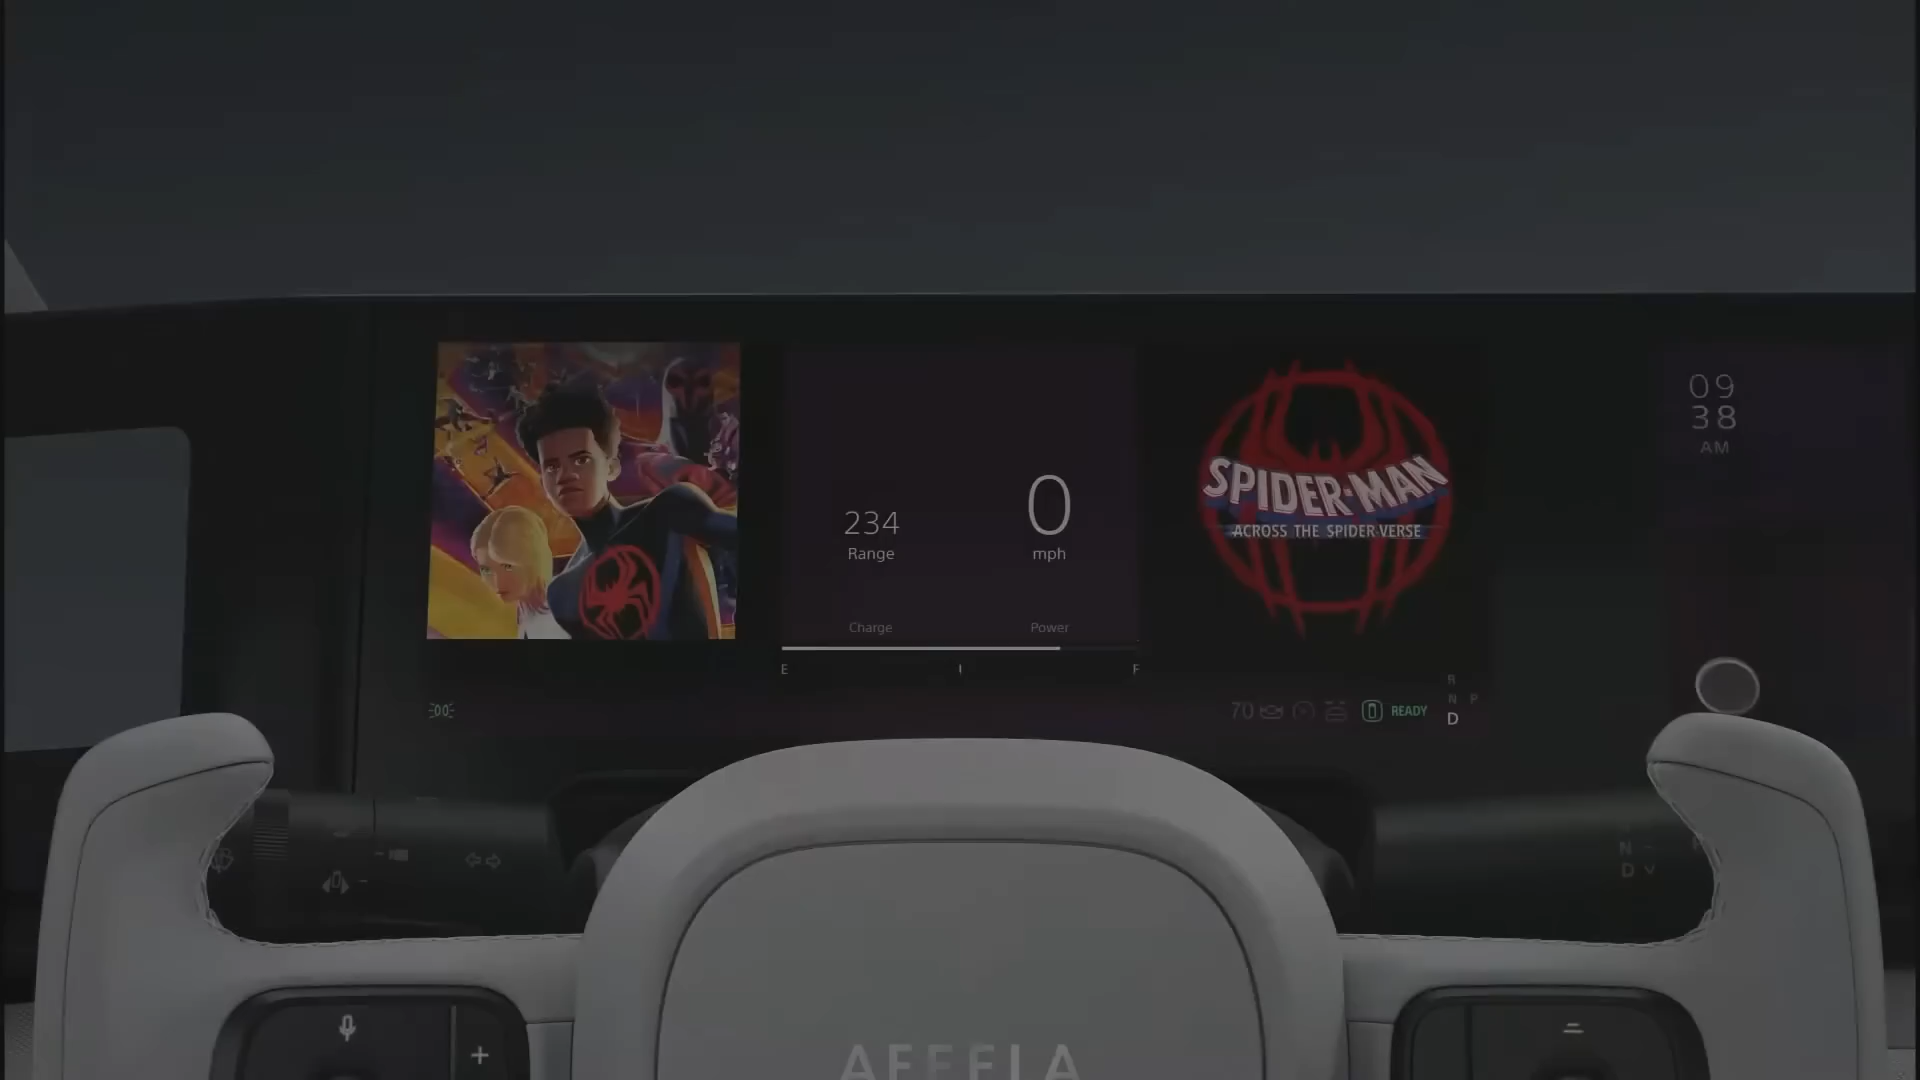 09
38
AM
SPIDER-MAN
ACROSS THE SPIDER-VERSE
234
Range
0
mph
Charge
Power
E
F
R
N P
D
70
READY
N
D
AFEELA